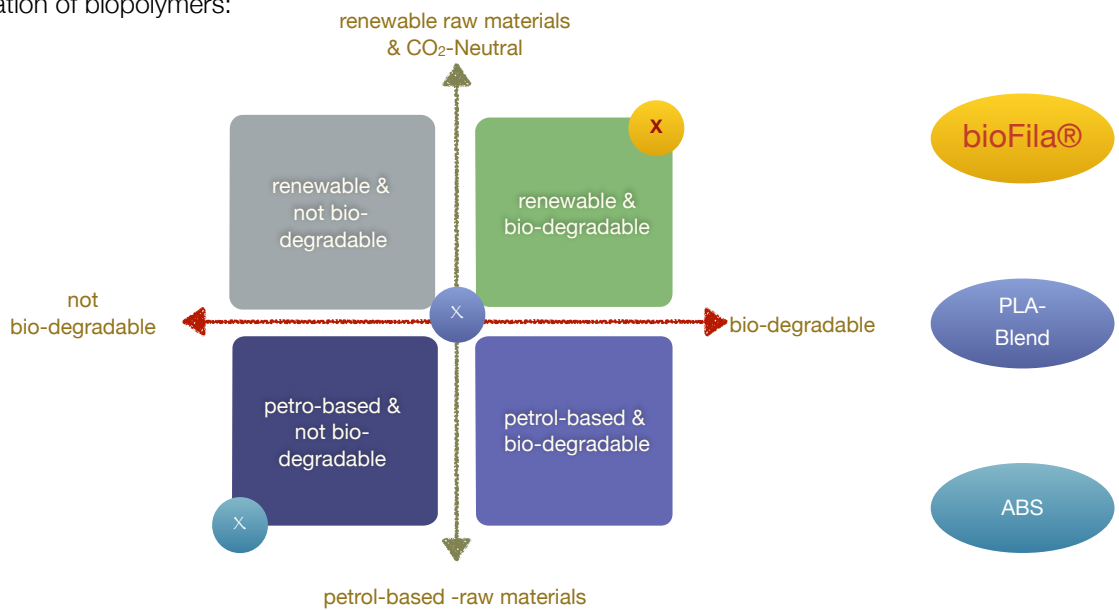 ation of biopolymers:
renewable raw materials
& CO₂-Neutral
X
bioFila®
renewable &
not bio-
degradable
renewable &
bio-degradable
not
bio-degradable
X
bio-degradable
PLA-
Blend
petro-based &
not bio-
degradable
petrol-based &
bio-degradable
X
ABS
petrol-based -raw materials